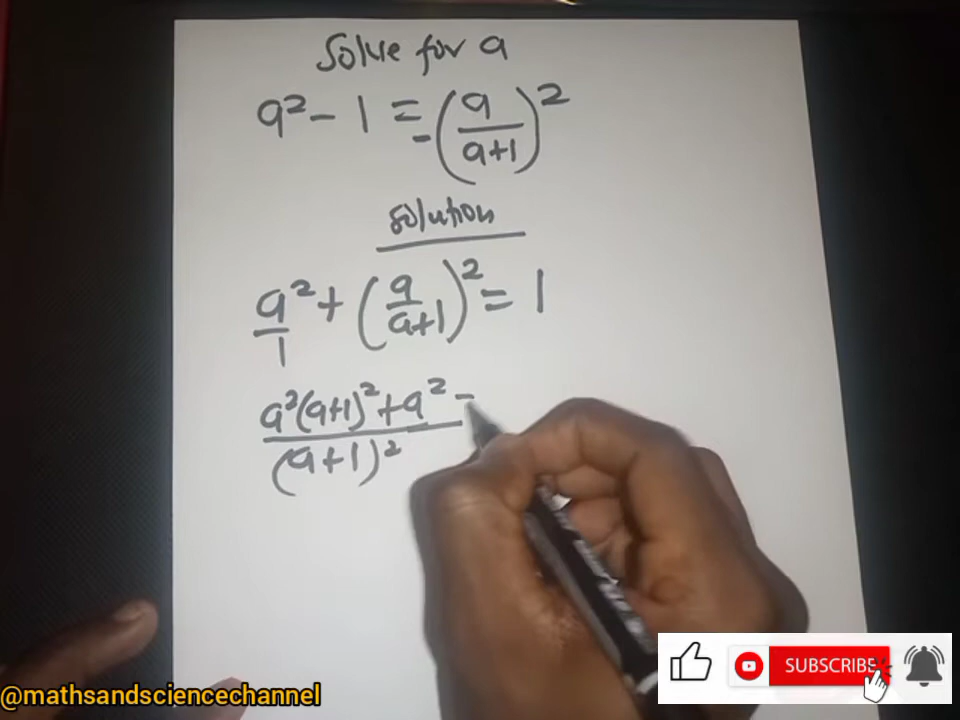 Solve for a
a² - 1 = -(a/(a+1))²
solution
a²/1 + (a/(a+1))² = 1
(a²(a+1)² + a²)/(a+1)² =
SUBSCRIBE
@mathsandsciencechannel